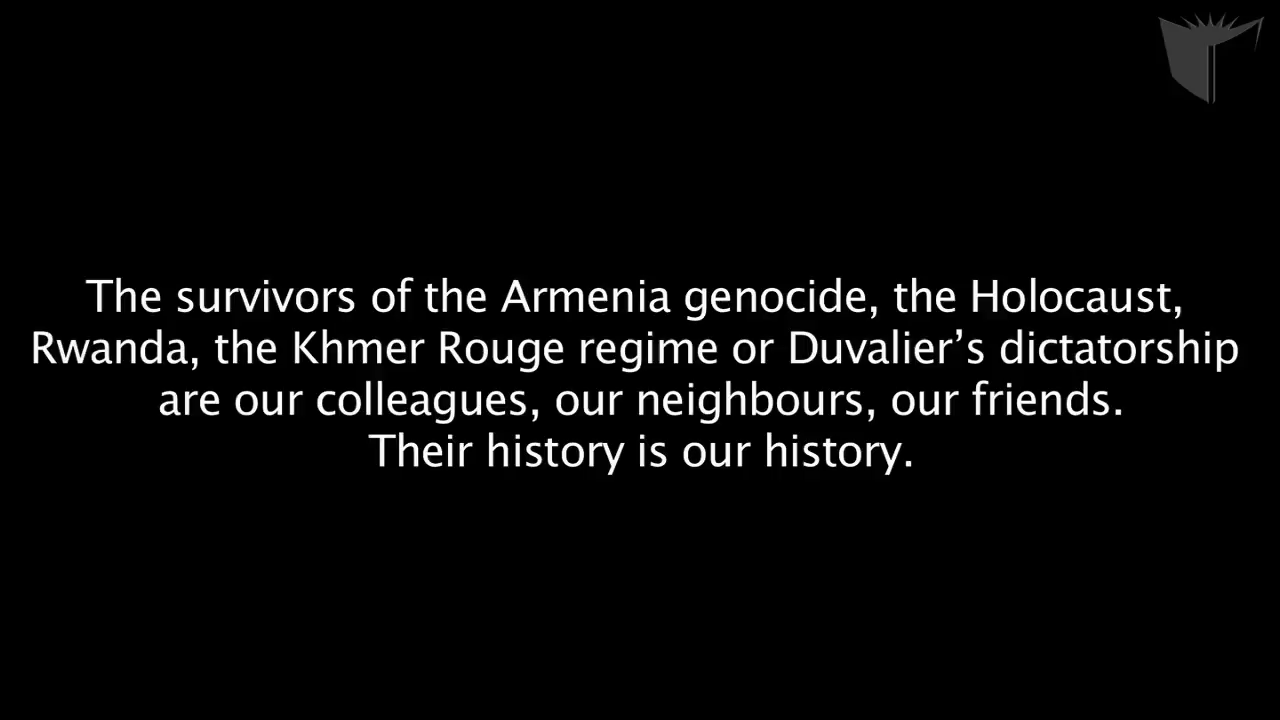 The survivors of the Armenia genocide, the Holocaust,
Rwanda, the Khmer Rouge regime or Duvalier’s dictatorship
are our colleagues, our neighbours, our friends.
Their history is our history.